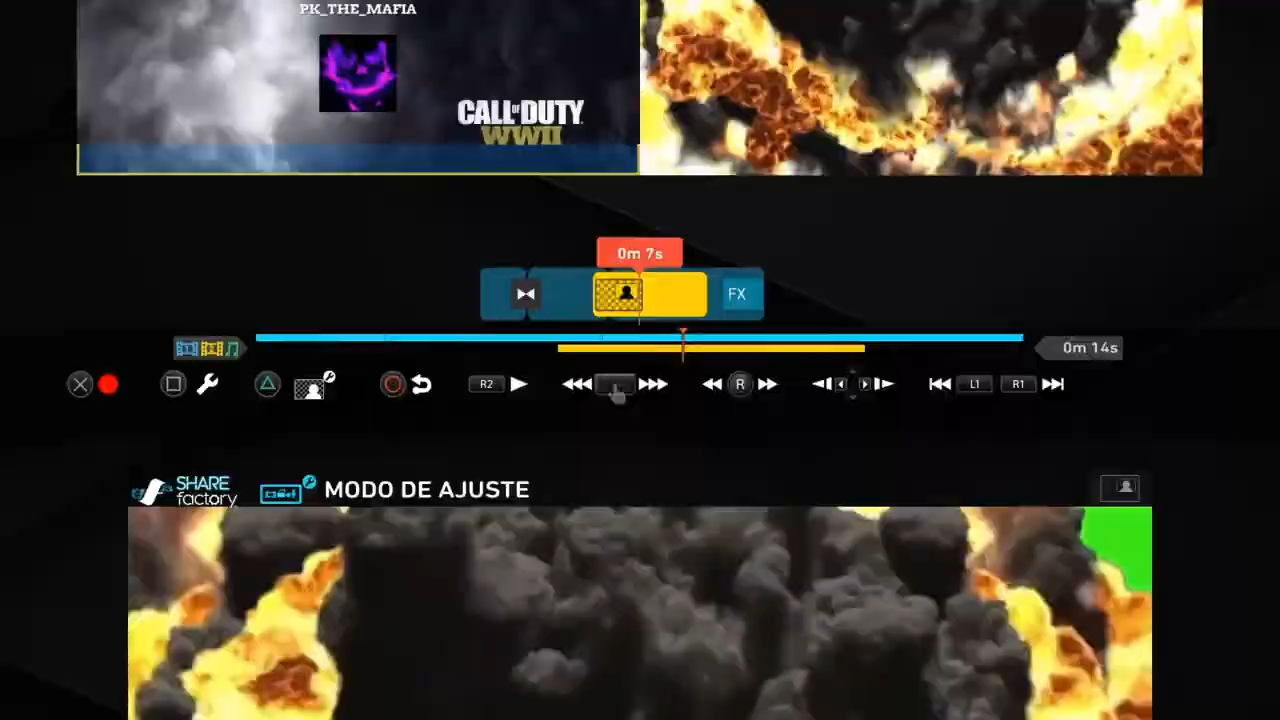 PK_THE_MAFIA
CALL OF DUTY
WWII
0m 7s
FX
0m 14s
R2
R
L1
R1
SHARE
factory
MODO DE AJUSTE